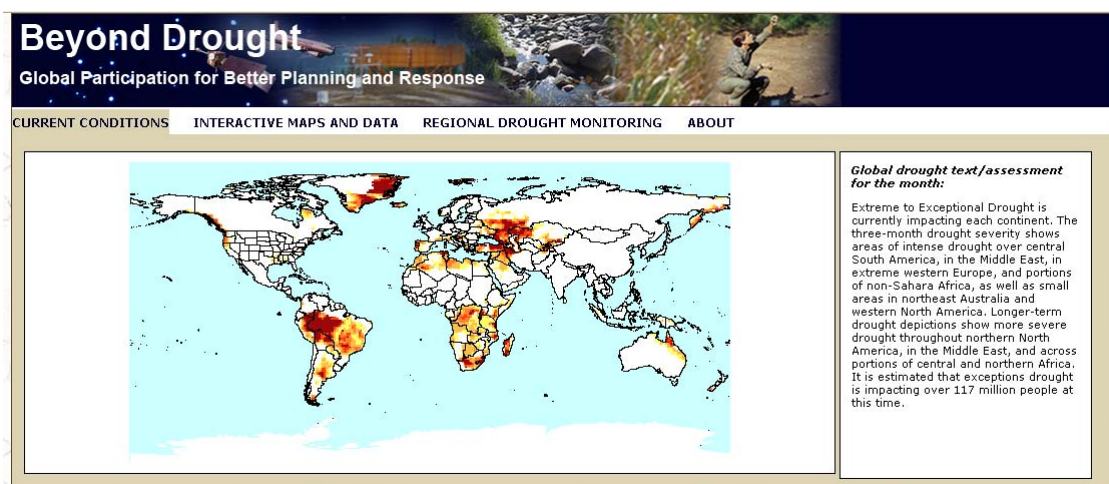 Beyond Drought
Global Participation for Better Planning and Response
CURRENT CONDITIONS INTERACTIVE MAPS AND DATA REGIONAL DROUGHT MONITORING ABOUT
Global drought text/assessment
for the month:
Extreme to Exceptional Drought is
currently impacting each continent. The
three-month drought severity shows
areas of intense drought over central
South America, in the Middle East, in
extreme western Europe, and portions
of non-Sahara Africa, as well as small
areas in northeast Australia and
western North America. Longer-term
drought depictions show more severe
drought throughout northern North
America, in the Middle East, and across
portions of central and northern Africa.
It is estimated that exceptions drought
is impacting over 117 million people at
this time.